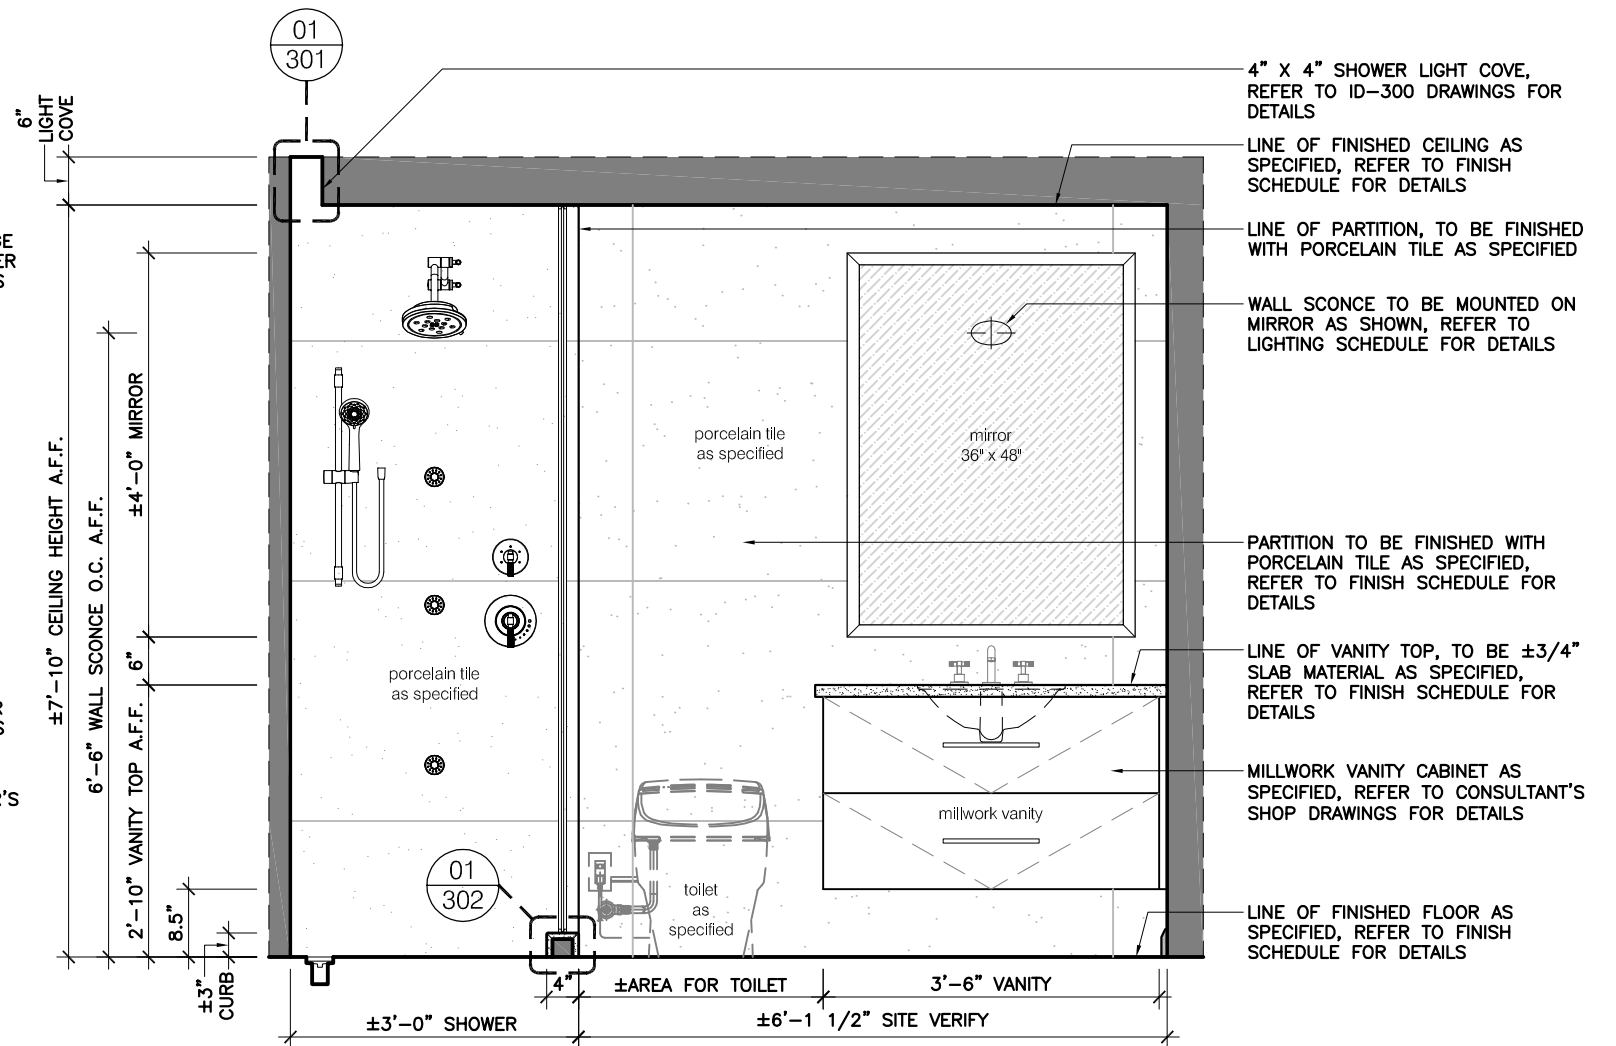 01
301
4" X 4" SHOWER LIGHT COVE,
REFER TO ID-300 DRAWINGS FOR
DETAILS
LINE OF FINISHED CEILING AS
SPECIFIED, REFER TO FINISH
SCHEDULE FOR DETAILS
LINE OF PARTITION, TO BE FINISHED
WITH PORCELAIN TILE AS SPECIFIED
WALL SCONCE TO BE MOUNTED ON
MIRROR AS SHOWN, REFER TO
LIGHTING SCHEDULE FOR DETAILS
PARTITION TO BE FINISHED WITH
PORCELAIN TILE AS SPECIFIED,
REFER TO FINISH SCHEDULE FOR
DETAILS
LINE OF VANITY TOP, TO BE ±3/4"
SLAB MATERIAL AS SPECIFIED,
REFER TO FINISH SCHEDULE FOR
DETAILS
MILLWORK VANITY CABINET AS
SPECIFIED, REFER TO CONSULTANT'S
SHOP DRAWINGS FOR DETAILS
LINE OF FINISHED FLOOR AS
SPECIFIED, REFER TO FINISH
SCHEDULE FOR DETAILS
6"
LIGHT
COVE
±7'-10" CEILING HEIGHT A.F.F.
6'-6" WALL SCONCE O.C. A.F.F.
±4'-0" MIRROR
6"
2'-10" VANITY TOP A.F.F.
8.5"
±3"
CURB
porcelain tile
as specified
mirror
36" x 48"
porcelain tile
as specified
millwork vanity
toilet
as
specified
01
302
4"
±AREA FOR TOILET
3'-6" VANITY
±3'-0" SHOWER
±6'-1 1/2" SITE VERIFY